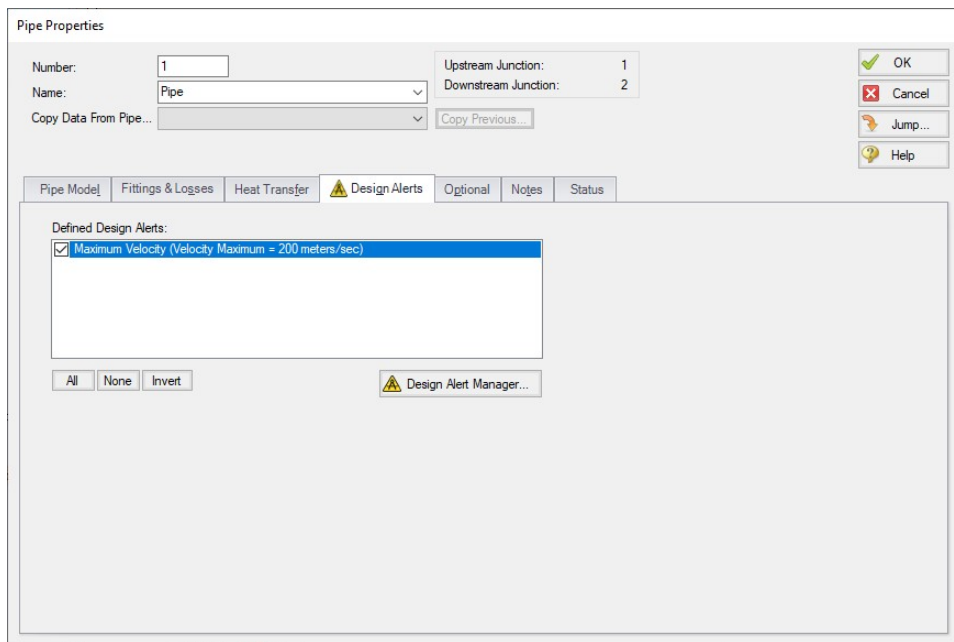 Pipe Properties
Number: 1
Name: Pipe
Copy Data From Pipe... Copy Previous...
Upstream Junction: 1
Downstream Junction: 2
OK
Cancel
Jump...
Help
Pipe Model Fittings & Losses Heat Transfer Design Alerts Optional Notes Status
Defined Design Alerts:
Maximum Velocity (Velocity Maximum = 200 meters/sec)
All None Invert Design Alert Manager...